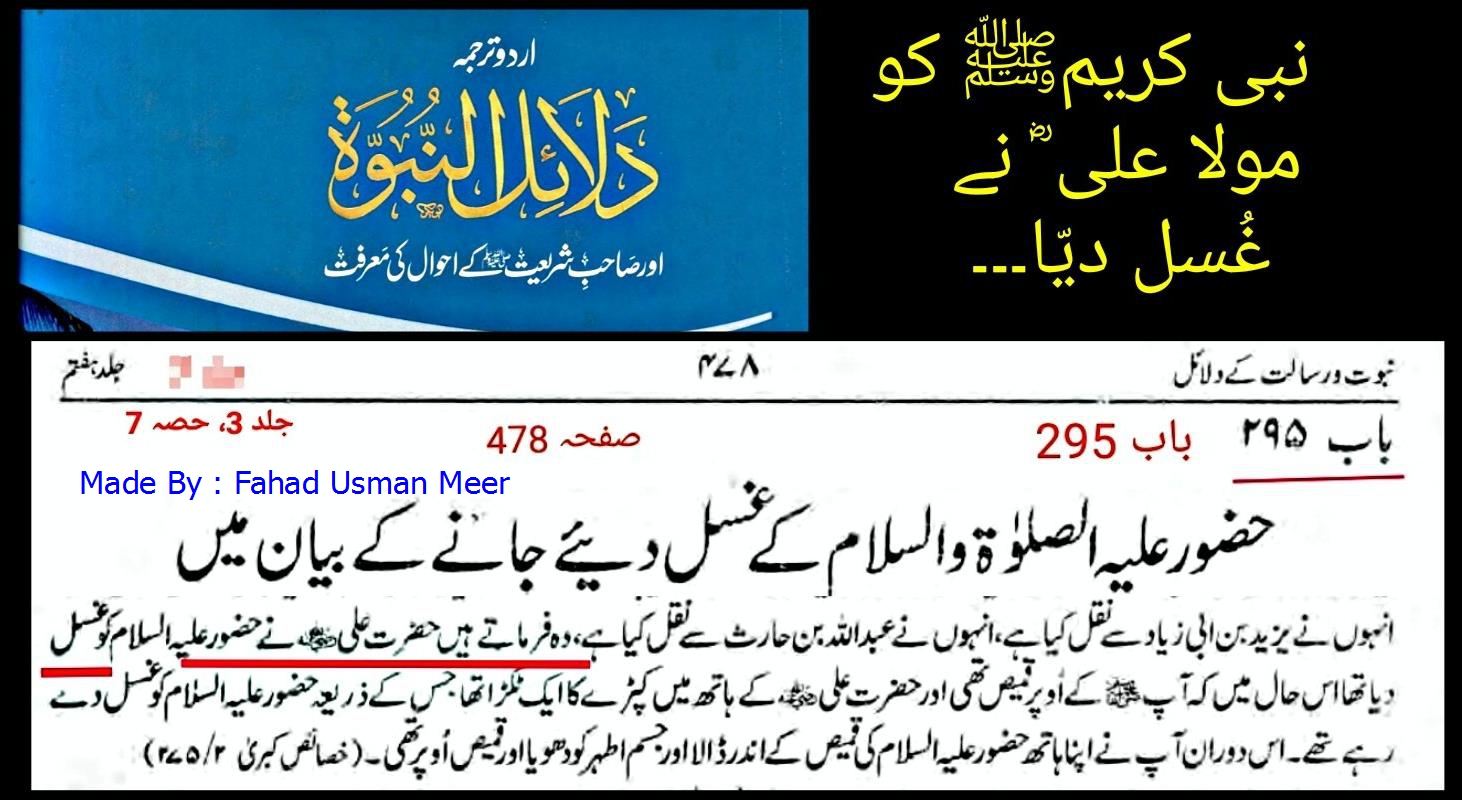 اردو ترجمہ
دَلَائِلُ النُّبُوَّة
اور صَاحبِ شریعت ﷺ کے احوال کی مَعرفت
نبی کریم ﷺ کو
مولا علی ؓ نے
غُسل دیّا...
نبوت و رسالت کے دلائل
۴۷۸
جلد ہفتم
باب ۲۹۵
باب 295
صفحہ 478
جلد 3، حصہ 7
Made By : Fahad Usman Meer
حضور علیہ الصلوٰۃ والسلام کے غسل دیئے جانے کے بیان میں
انہوں نے یزید بن ابی زیاد سے نقل کیا ہے، انہوں نے عبداللہ بن حارث سے نقل کیا ہے، وہ فرماتے ہیں حضرت علی ؓ نے حضور علیہ السلام کو غسل
دیا تھا اس حال میں کہ آپ ﷺ کے اُوپر قمیص تھی اور حضرت علی ؓ کے ہاتھ میں کپڑے کا ایک ٹکڑا تھا جس کے ذریعہ حضور علیہ السلام کو غسل دے
رہے تھے۔ اس دوران آپ نے اپنا ہاتھ حضور علیہ السلام کی قمیص کے اندر ڈالا اور جسم اطہر کو دھویا اور قمیص اُوپر تھی۔ (خصائص کبریٰ ۲/۲۷۵)